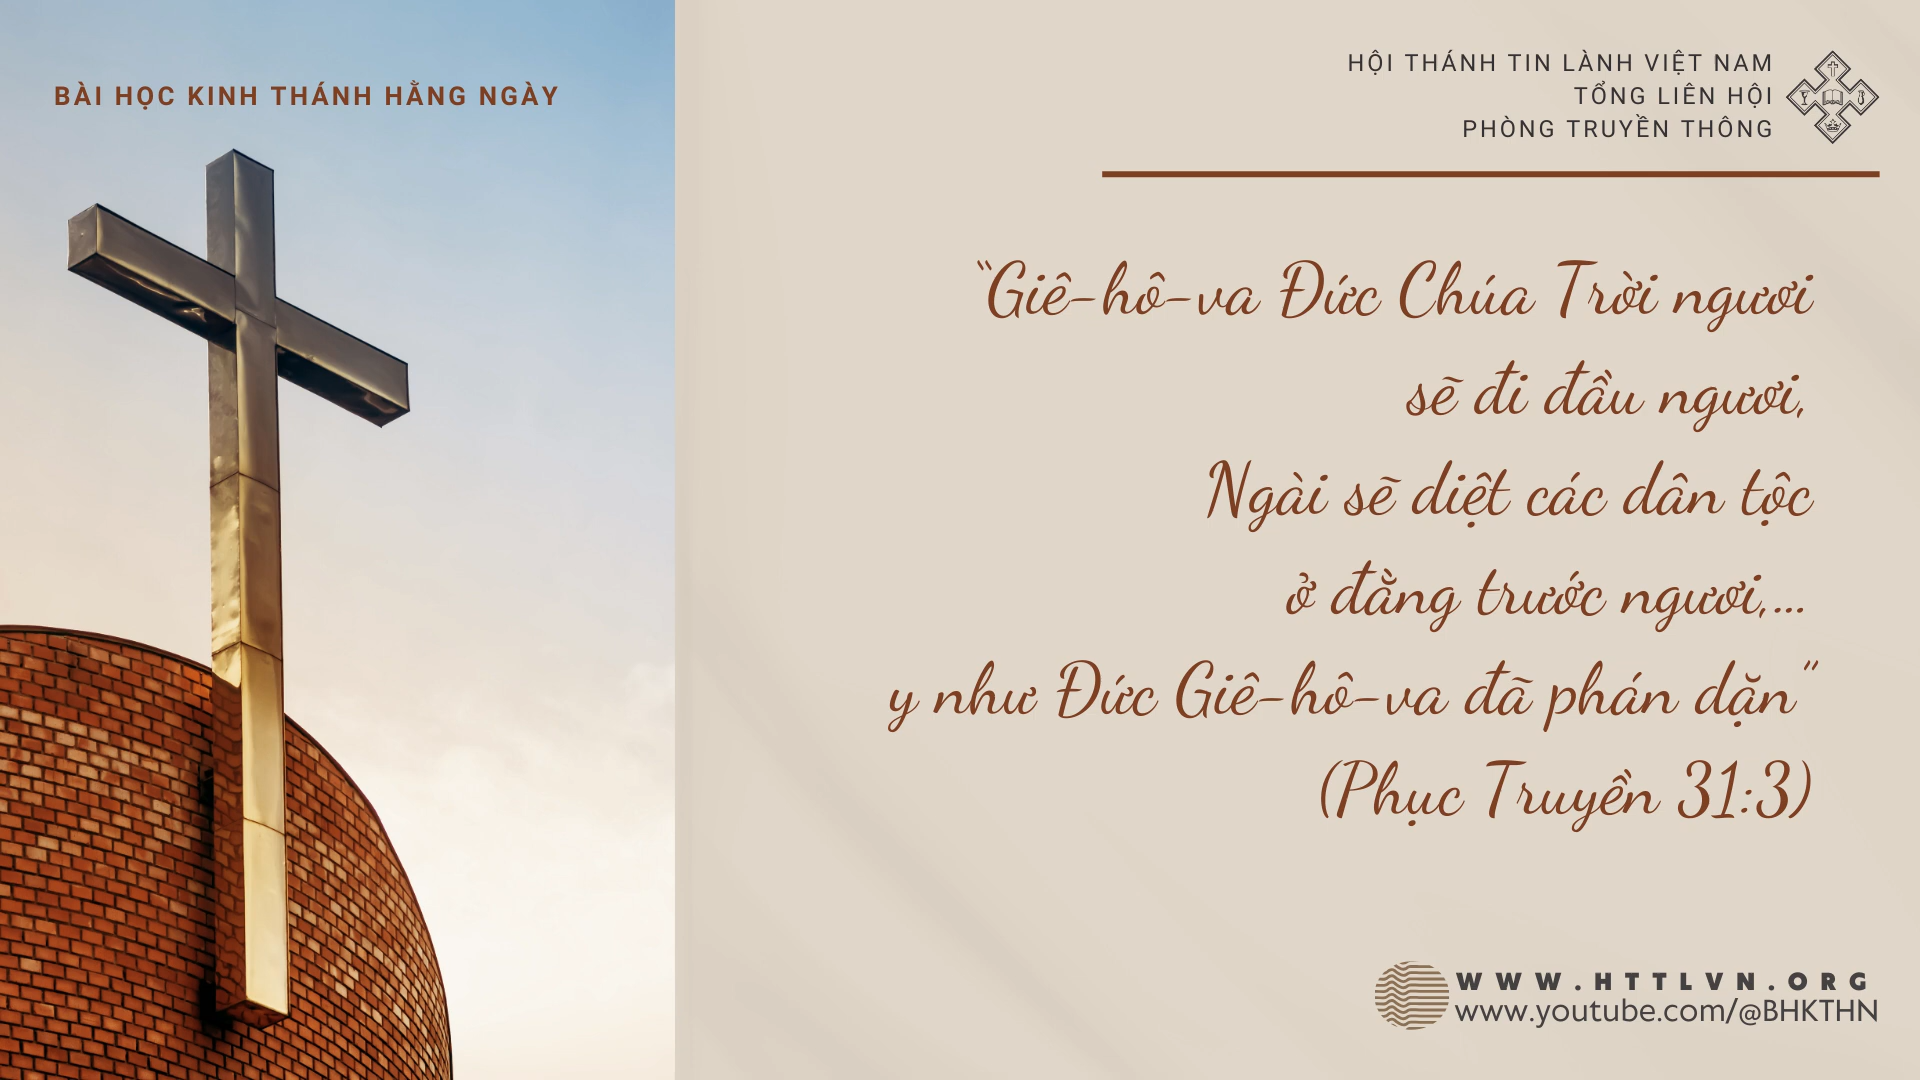 BÀI HỌC KINH THÁNH HẰNG NGÀY
HỘI THÁNH TIN LÀNH VIỆT NAM
TỔNG LIÊN HỘI
PHÒNG TRUYỀN THÔNG
“Giê-hô-va Đức Chúa Trời ngươi
sẽ đi đầu ngươi,
Ngài sẽ diệt các dân tộc
ở đằng trước ngươi,...
y như Đức Giê-hô-va đã phán dặn”
(Phục Truyền 31:3)
WWW.HTTLVN.ORG
www.youtube.com/@BHKTHN